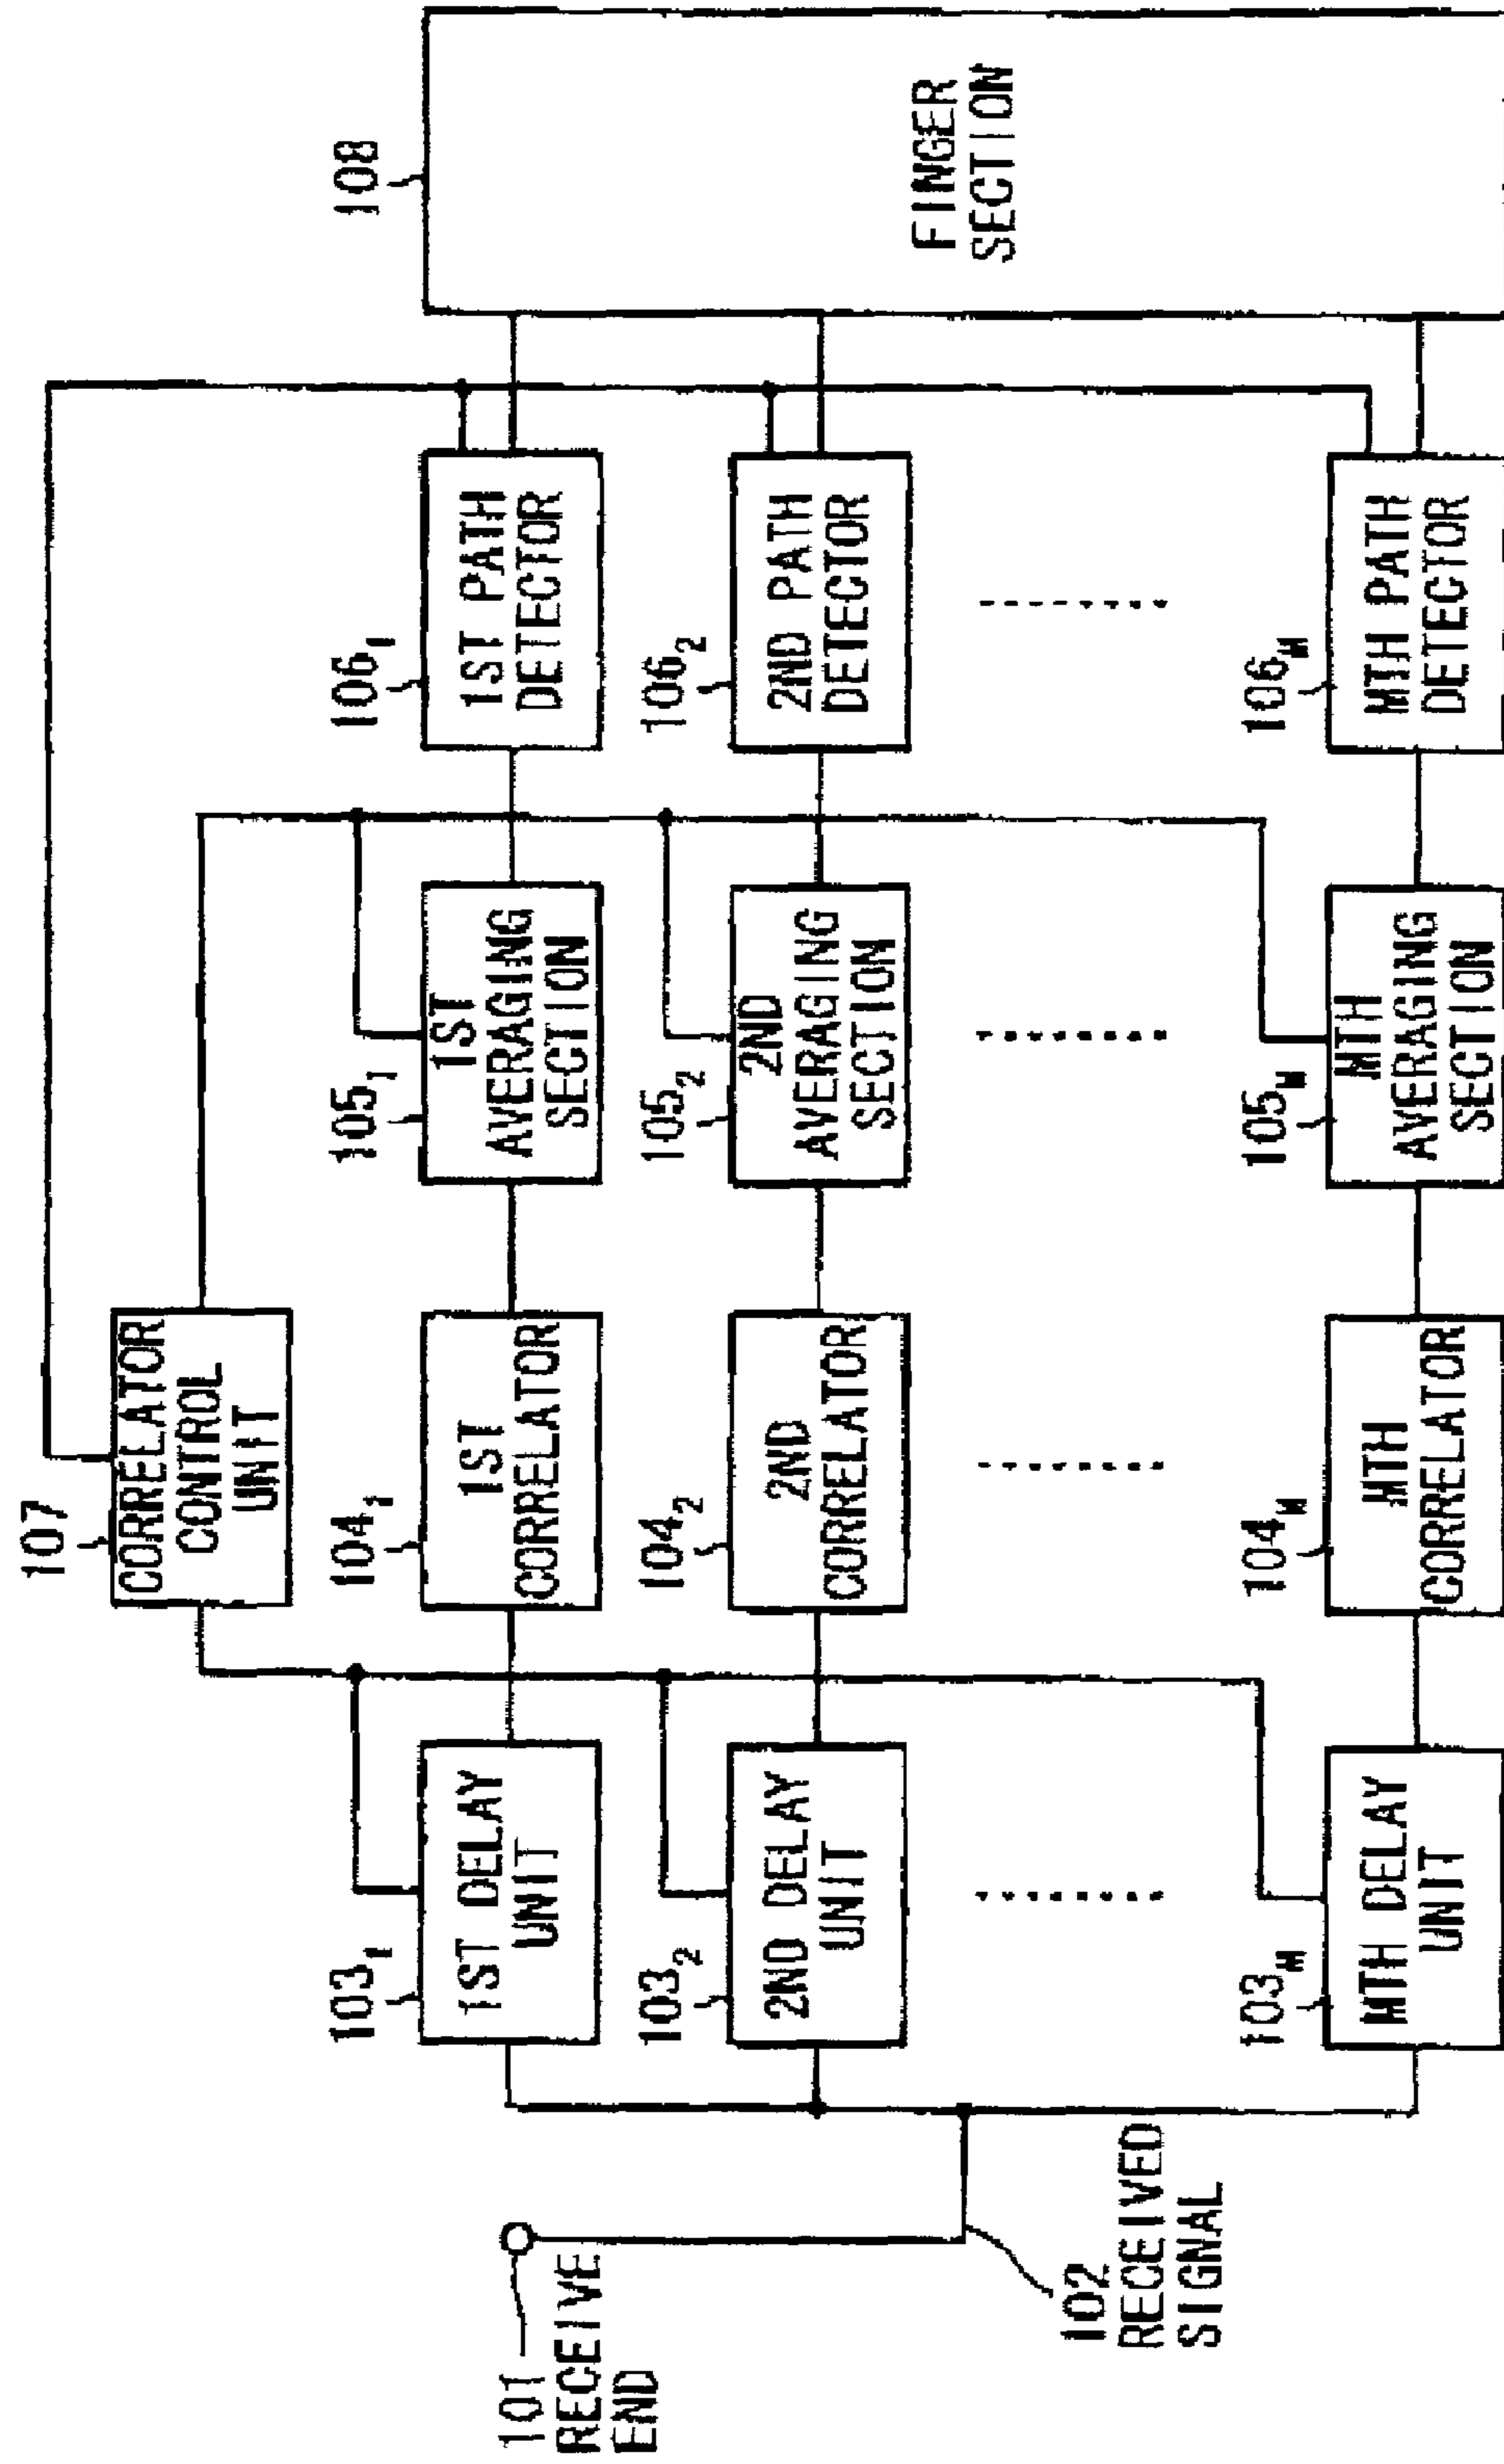 107
CORRELATOR
CONTROL
UNIT
108
FINGER
SECTION
101
RECEIVE
END
102
RECEIVED
SIGNAL
103₁
1ST DELAY
UNIT
104₁
1ST
CORRELATOR
105₁
1ST
AVERAGING
SECTION
106₁
1ST PATH
DETECTOR
103₂
2ND DELAY
UNIT
104₂
2ND
CORRELATOR
105₂
2ND
AVERAGING
SECTION
106₂
2ND PATH
DETECTOR
103M
MTH DELAY
UNIT
104M
MTH
CORRELATOR
105M
MTH
AVERAGING
SECTION
106M
MTH PATH
DETECTOR